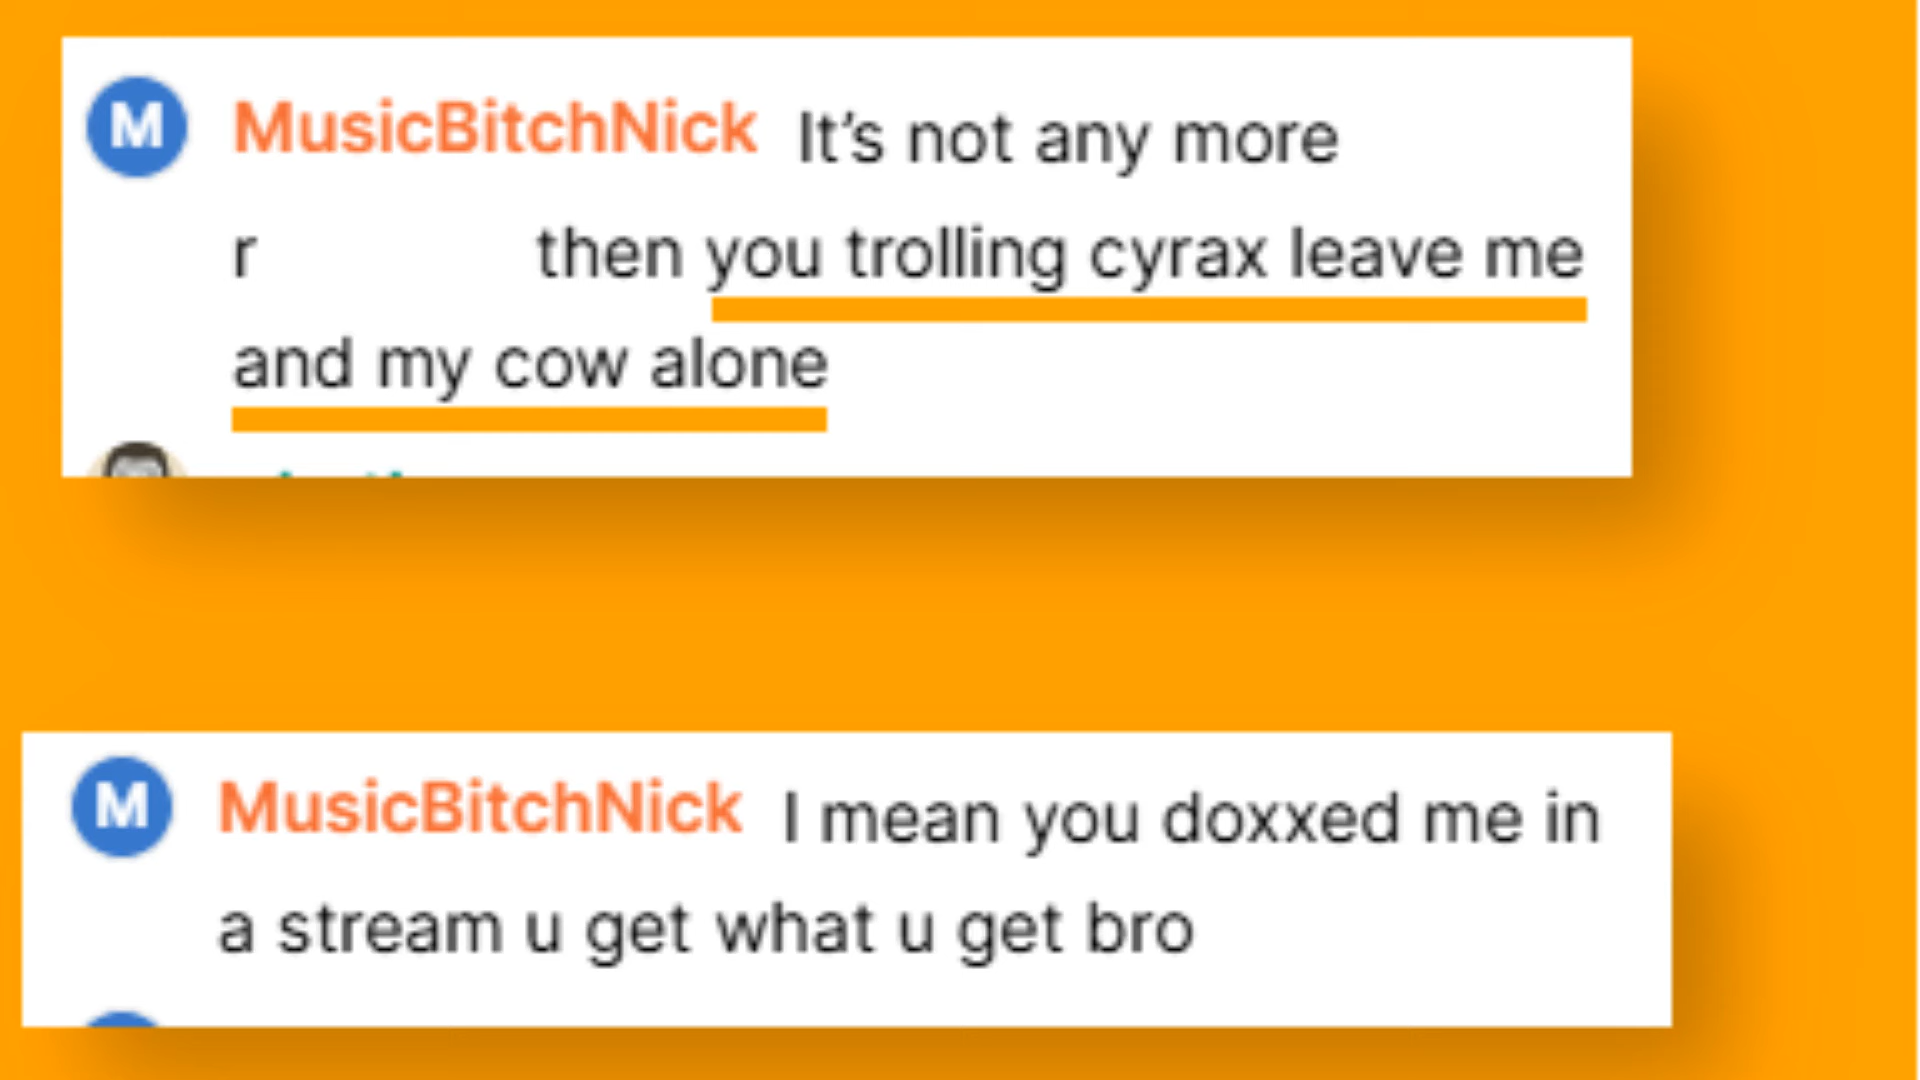 M MusicBitchNick It’s not any more
r then you trolling cyrax leave me
and my cow alone
M MusicBitchNick I mean you doxxed me in
a stream u get what u get bro